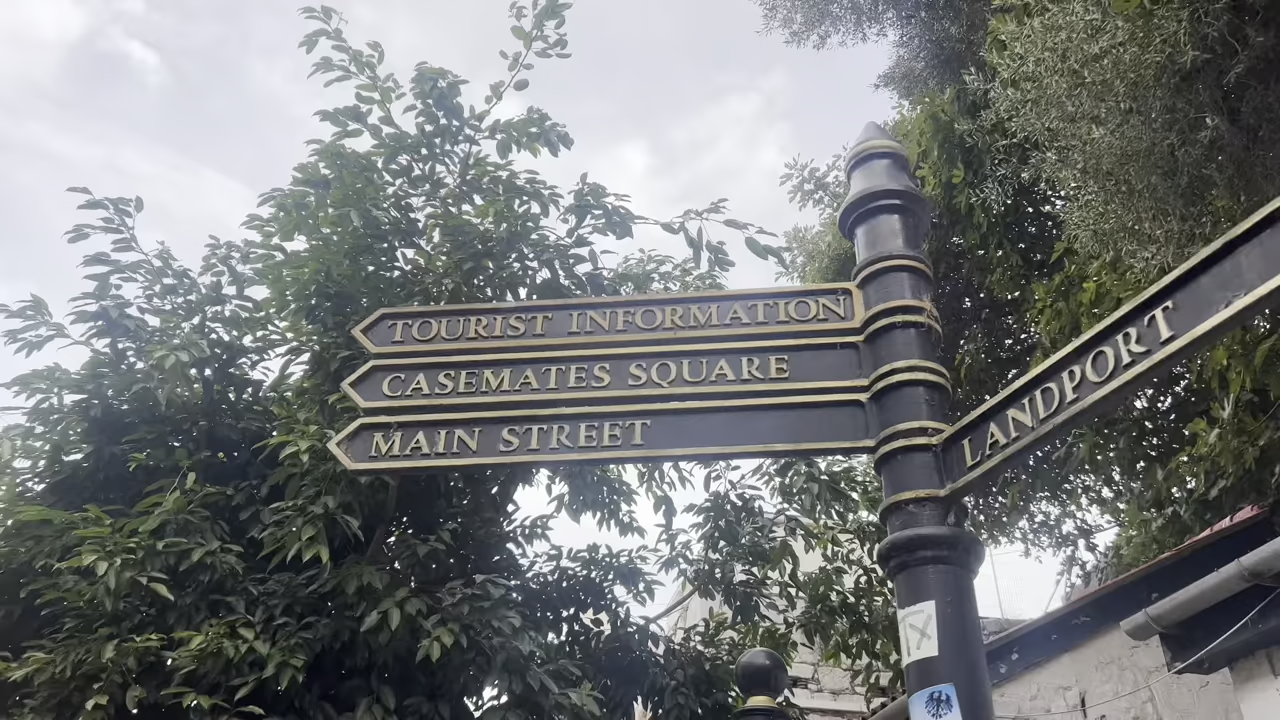 TOURIST INFORMATION
CASEMATES SQUARE
MAIN STREET
LANDPORT